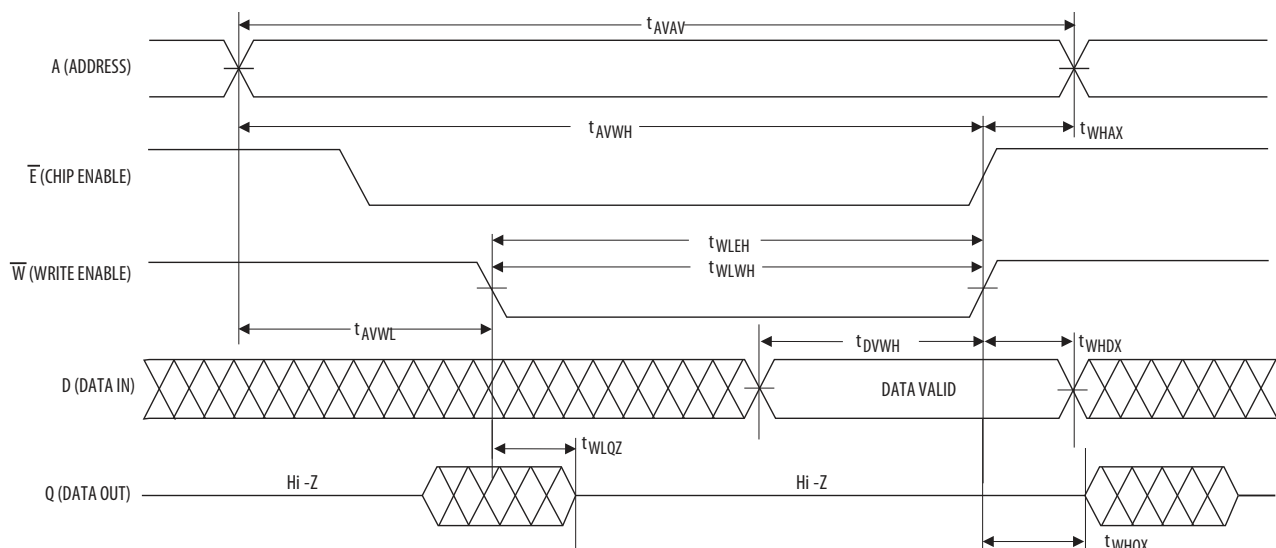 tAVAV
A (ADDRESS)
tAVWH
tWHAX
E (CHIP ENABLE)
tWLEH
tWLWH
W (WRITE ENABLE)
tAVWL
tDVWH
tWHDX
D (DATA IN)
DATA VALID
tWLQZ
Q (DATA OUT)
Hi -Z
Hi -Z
tWHQX